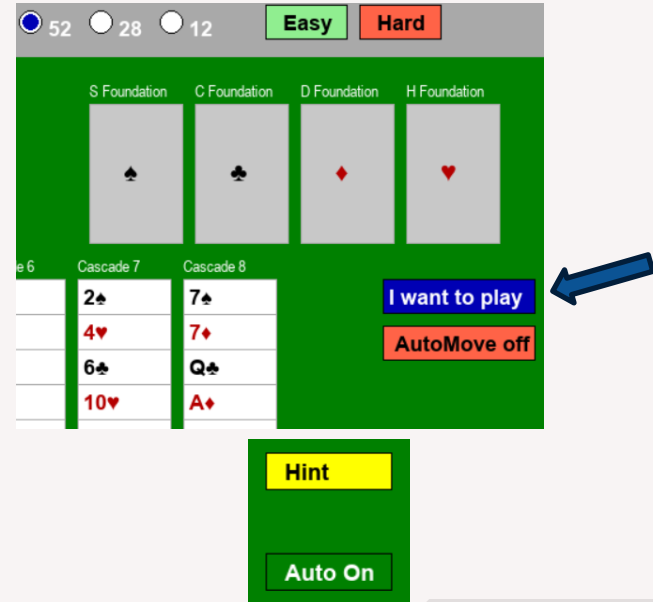 52 28 12 Easy Hard
S Foundation C Foundation D Foundation H Foundation
♠ ♣ ♦ ♥
e 6 Cascade 7 Cascade 8
2♠ 7♠ I want to play
4♥ 7♦ AutoMove off
6♣ Q♣
10♥ A♦
Hint
Auto On